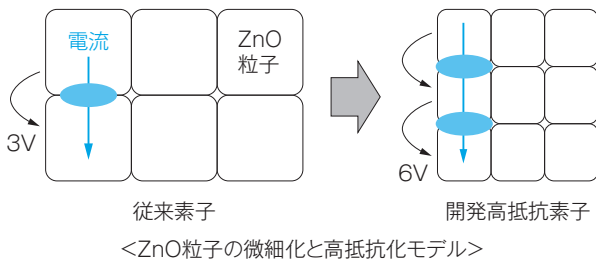 電流
ZnO
粒子
3V
6V
従来素子
開発高抵抗素子
<ZnO粒子の微細化と高抵抗化モデル>